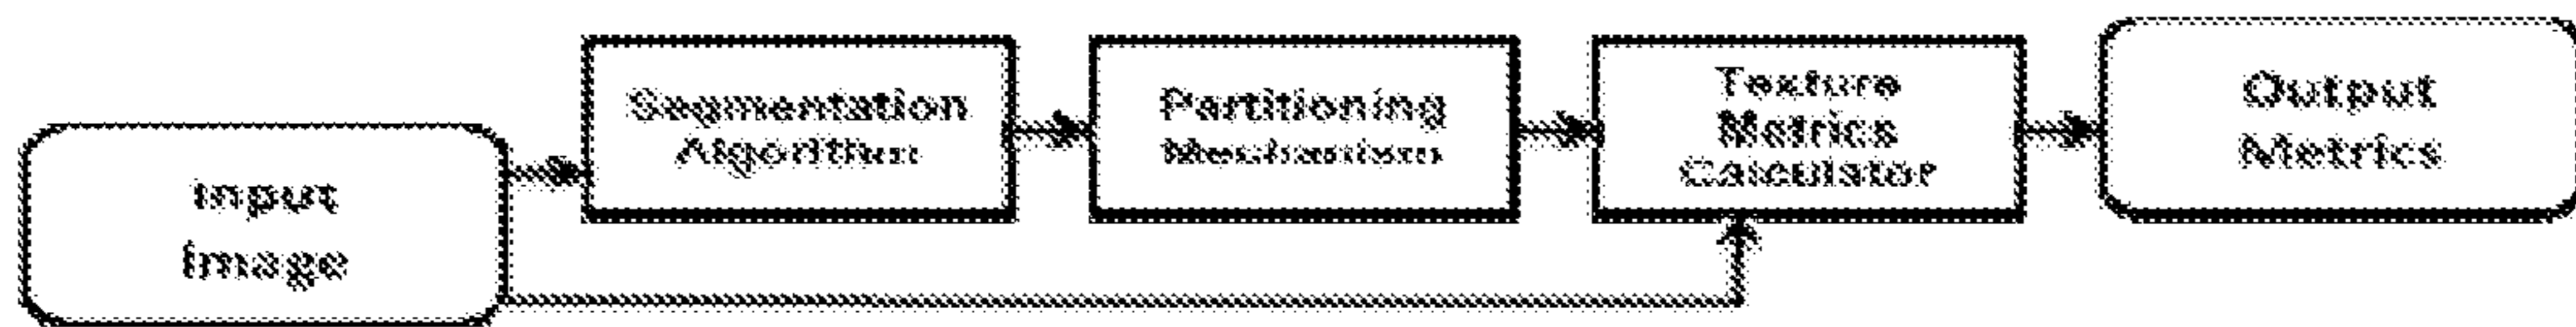 Input
Image
Segmentation
Algorithm
Partitioning
Mechanism
Texture
Metrics
Calculator
Output
Metrics